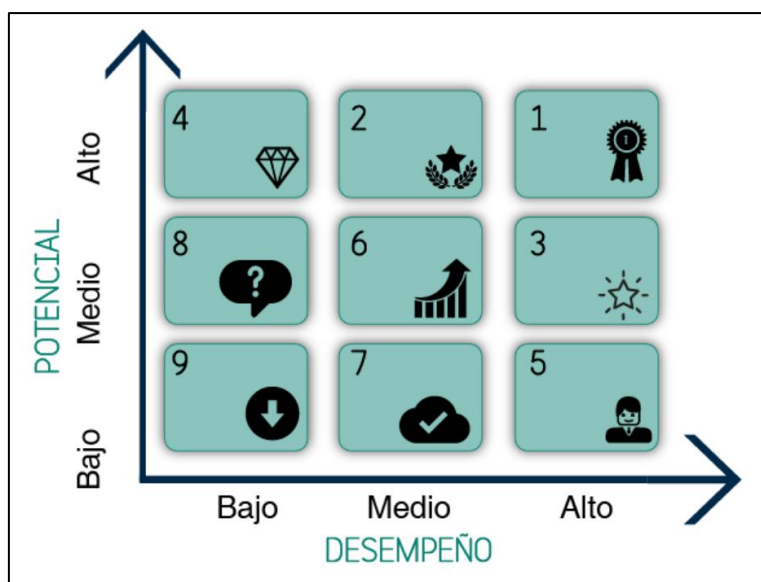 POTENCIAL
Alto
4
2
1
Medio
8
?
6
3
Bajo
9
7
5
Bajo
Medio
Alto
DESEMPEÑO